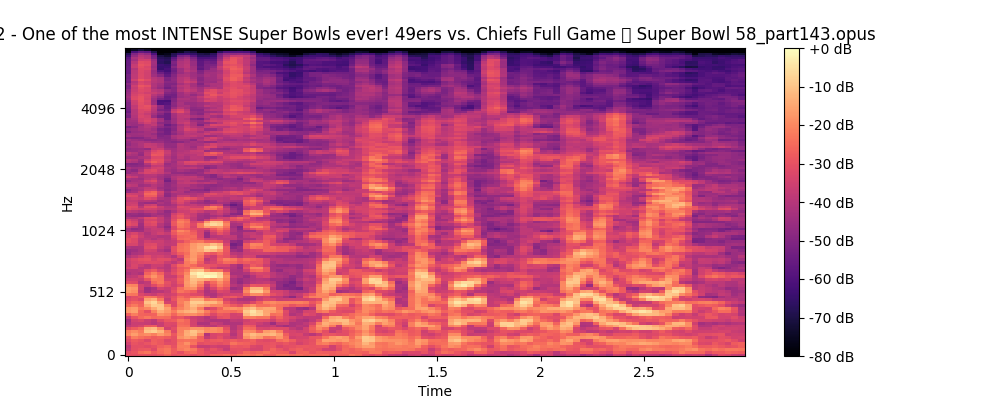 2 - One of the most INTENSE Super Bowls ever! 49ers vs. Chiefs Full Game Super Bowl 58_part143.opus
+0 dB
4096
-10 dB
-20 dB
2048
-30 dB
Hz
1024
-40 dB
-50 dB
512
-60 dB
-70 dB
0
-80 dB
0
0.5
1
1.5
2
2.5
Time